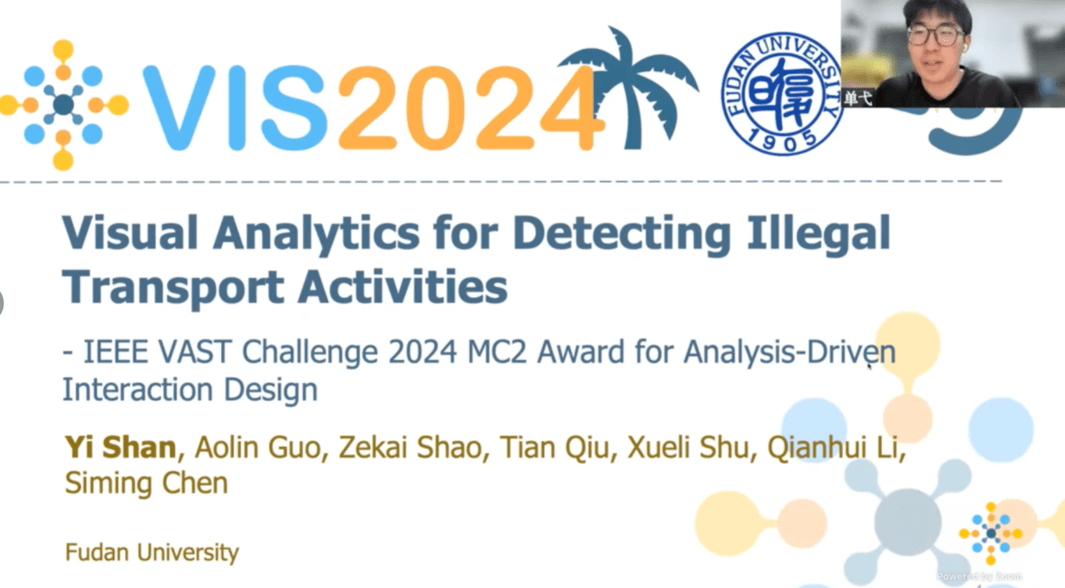 VIS2024
FUDAN UNIVERSITY
1905
单弋
Visual Analytics for Detecting Illegal
Transport Activities
- IEEE VAST Challenge 2024 MC2 Award for Analysis-Driven
Interaction Design
Yi Shan, Aolin Guo, Zekai Shao, Tian Qiu, Xueli Shu, Qianhui Li,
Siming Chen
Fudan University
Powered by Zoom